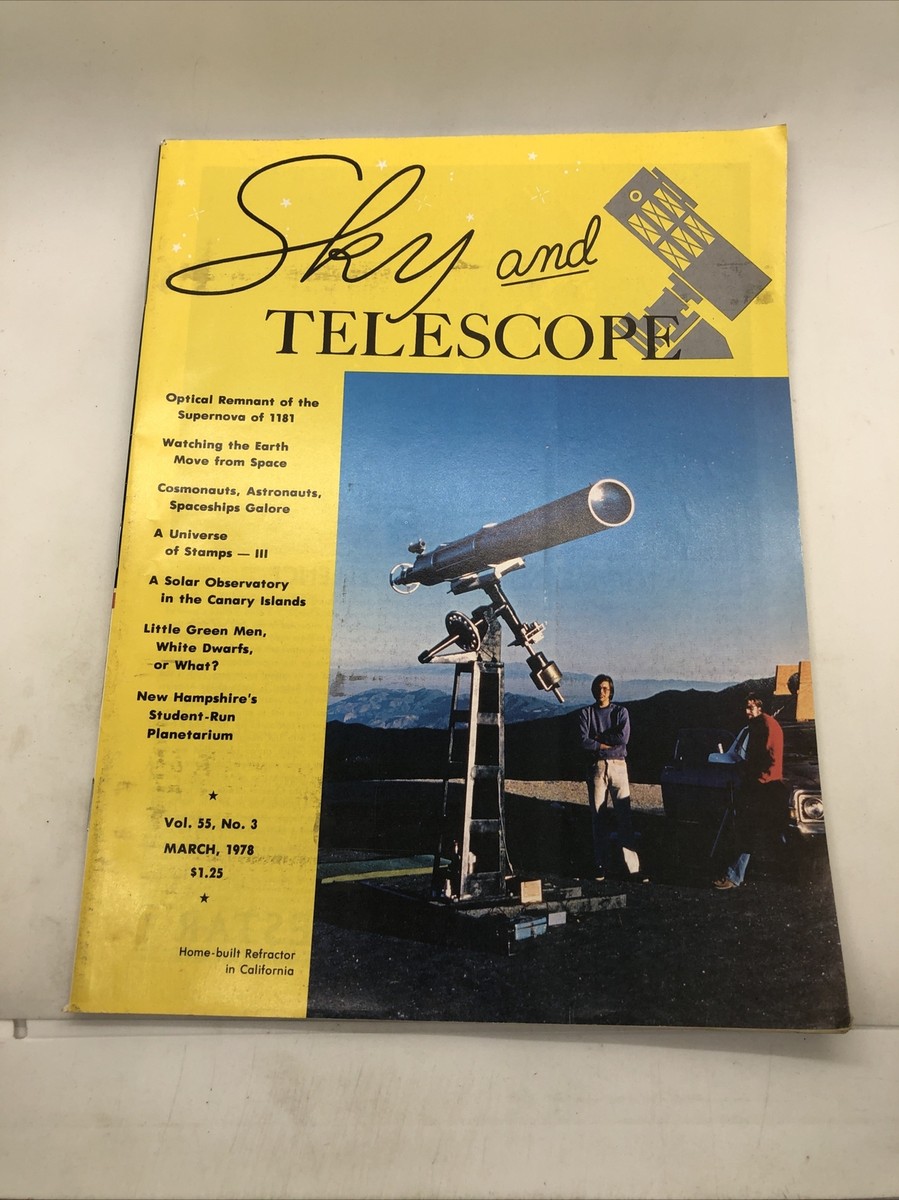 Sky and
TELESCOPE
Optical Remnant of the
Supernova of 1181
Watching the Earth
Move from Space
Cosmonauts, Astronauts,
Spaceships Galore
A Universe
of Stamps — III
A Solar Observatory
in the Canary Islands
Little Green Men,
White Dwarfs,
or What?
New Hampshire's
Student-Run
Planetarium
Vol. 55, No. 3
MARCH, 1978
$1.25
Home-built Refractor
in California